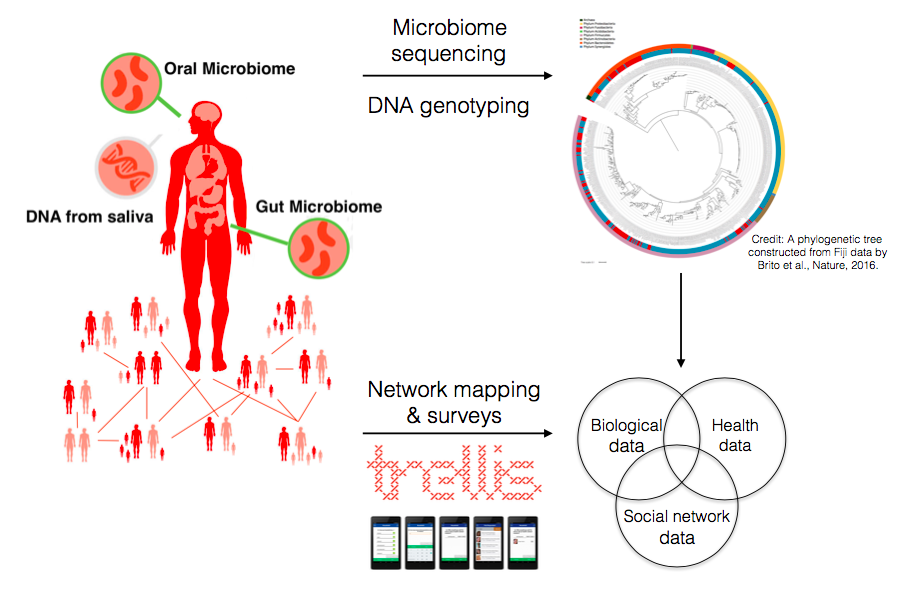 Microbiome
sequencing
DNA genotyping
Oral Microbiome
DNA from saliva
Gut Microbiome
Credit: A phylogenetic tree
constructed from Fiji data by
Brito et al., Nature, 2016.
Network mapping
& surveys
trellis
Biological
data
Health
data
Social network
data